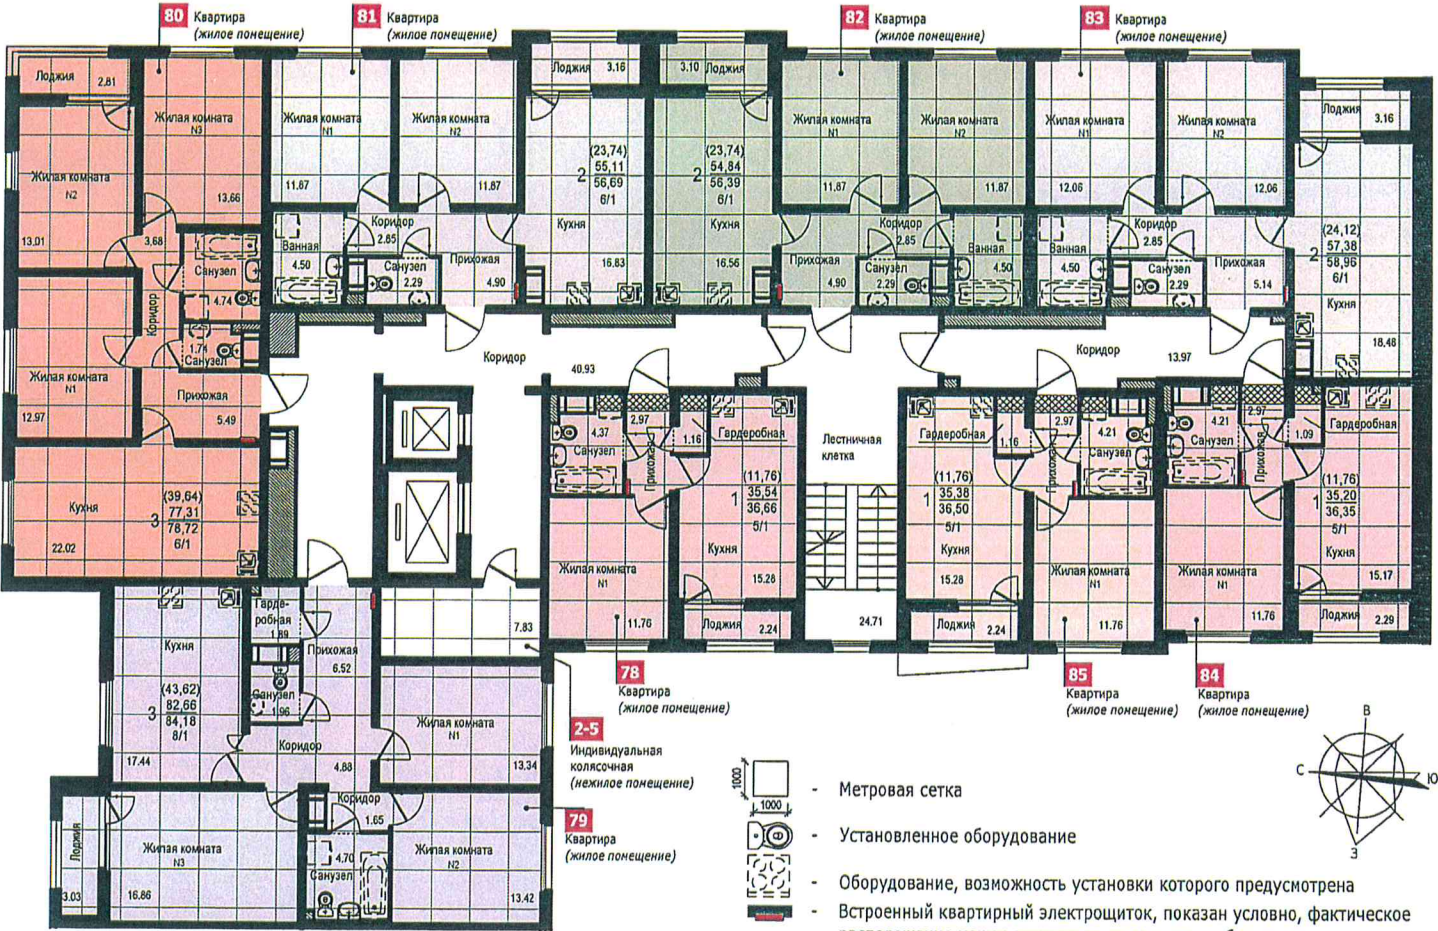 80 Квартира
(жилое помещение)
81 Квартира
(жилое помещение)
82 Квартира
(жилое помещение)
83 Квартира
(жилое помещение)
Лоджия 2.81
Жилая комната
N3
13.66
Жилая комната
N2
13.01
3.68
Санузел
4.74
Коридор
1.74
Санузел
Жилая комната
N1
12.97
Прихожая
5.49
Кухня
22.02
3
(39,64)
77,31
78,72
6/1
Жилая комната
N1
11.87
Жилая комната
N2
11.87
Ванная
4.50
Коридор
2.85
Санузел
2.29
Прихожая
4.90
Лоджия 3.16
2
(23,74)
55,11
56,69
6/1
Кухня
16.83
3.10 Лоджия
2
(23,74)
54,84
56,39
6/1
Кухня
16.56
Жилая комната
N1
11.87
Жилая комната
N2
11.87
Коридор
2.85
Прихожая
4.90
Санузел
2.29
Ванная
4.50
Жилая комната
N1
12.06
Жилая комната
N2
12.06
Ванная
4.50
Коридор
2.85
Санузел
2.29
Прихожая
5.14
Лоджия
3.16
2
(24,12)
57,38
58,96
6/1
Кухня
18.48
Коридор
40.93
Коридор
13.97
4.37
Санузел
2.97
Прихожая
1.16
Гардеробная
1
(11,76)
35,54
36,66
5/1
Кухня
15.28
Жилая комната
N1
11.76
Лоджия
2.24
Лестничная
клетка
24.71
Гардеробная
1.16
2.97
Прихожая
4.21
Санузел
1
(11,76)
35,38
36,50
5/1
Кухня
15.28
Лоджия
2.24
Жилая комната
N1
11.76
4.21
Санузел
2.97
Прихожая
1.09
Гардеробная
1
(11,76)
35,20
36,35
5/1
Кухня
15.17
Жилая комната
N1
11.76
Лоджия
2.29
Кухня
3
(43,62)
82,66
84,18
8/1
17.44
Гарде-
робная
1.89
Прихожая
6.52
Санузел
1.96
7.83
Жилая комната
N1
13.34
Коридор
4.88
Коридор
1.65
Лоджия
3.03
Жилая комната
N3
16.86
4.70
Санузел
Жилая комната
N2
13.42
78
Квартира
(жилое помещение)
85
Квартира
(жилое помещение)
84
Квартира
(жилое помещение)
2-5
Индивидуальная
колясочная
(нежилое помещение)
79
Квартира
(жилое помещение)
В
С
Ю
З
1000
1000
- Метровая сетка
- Установленное оборудование
- Оборудование, возможность установки которого предусмотрена
- Встроенный квартирный электрощиток, показан условно, фактическое